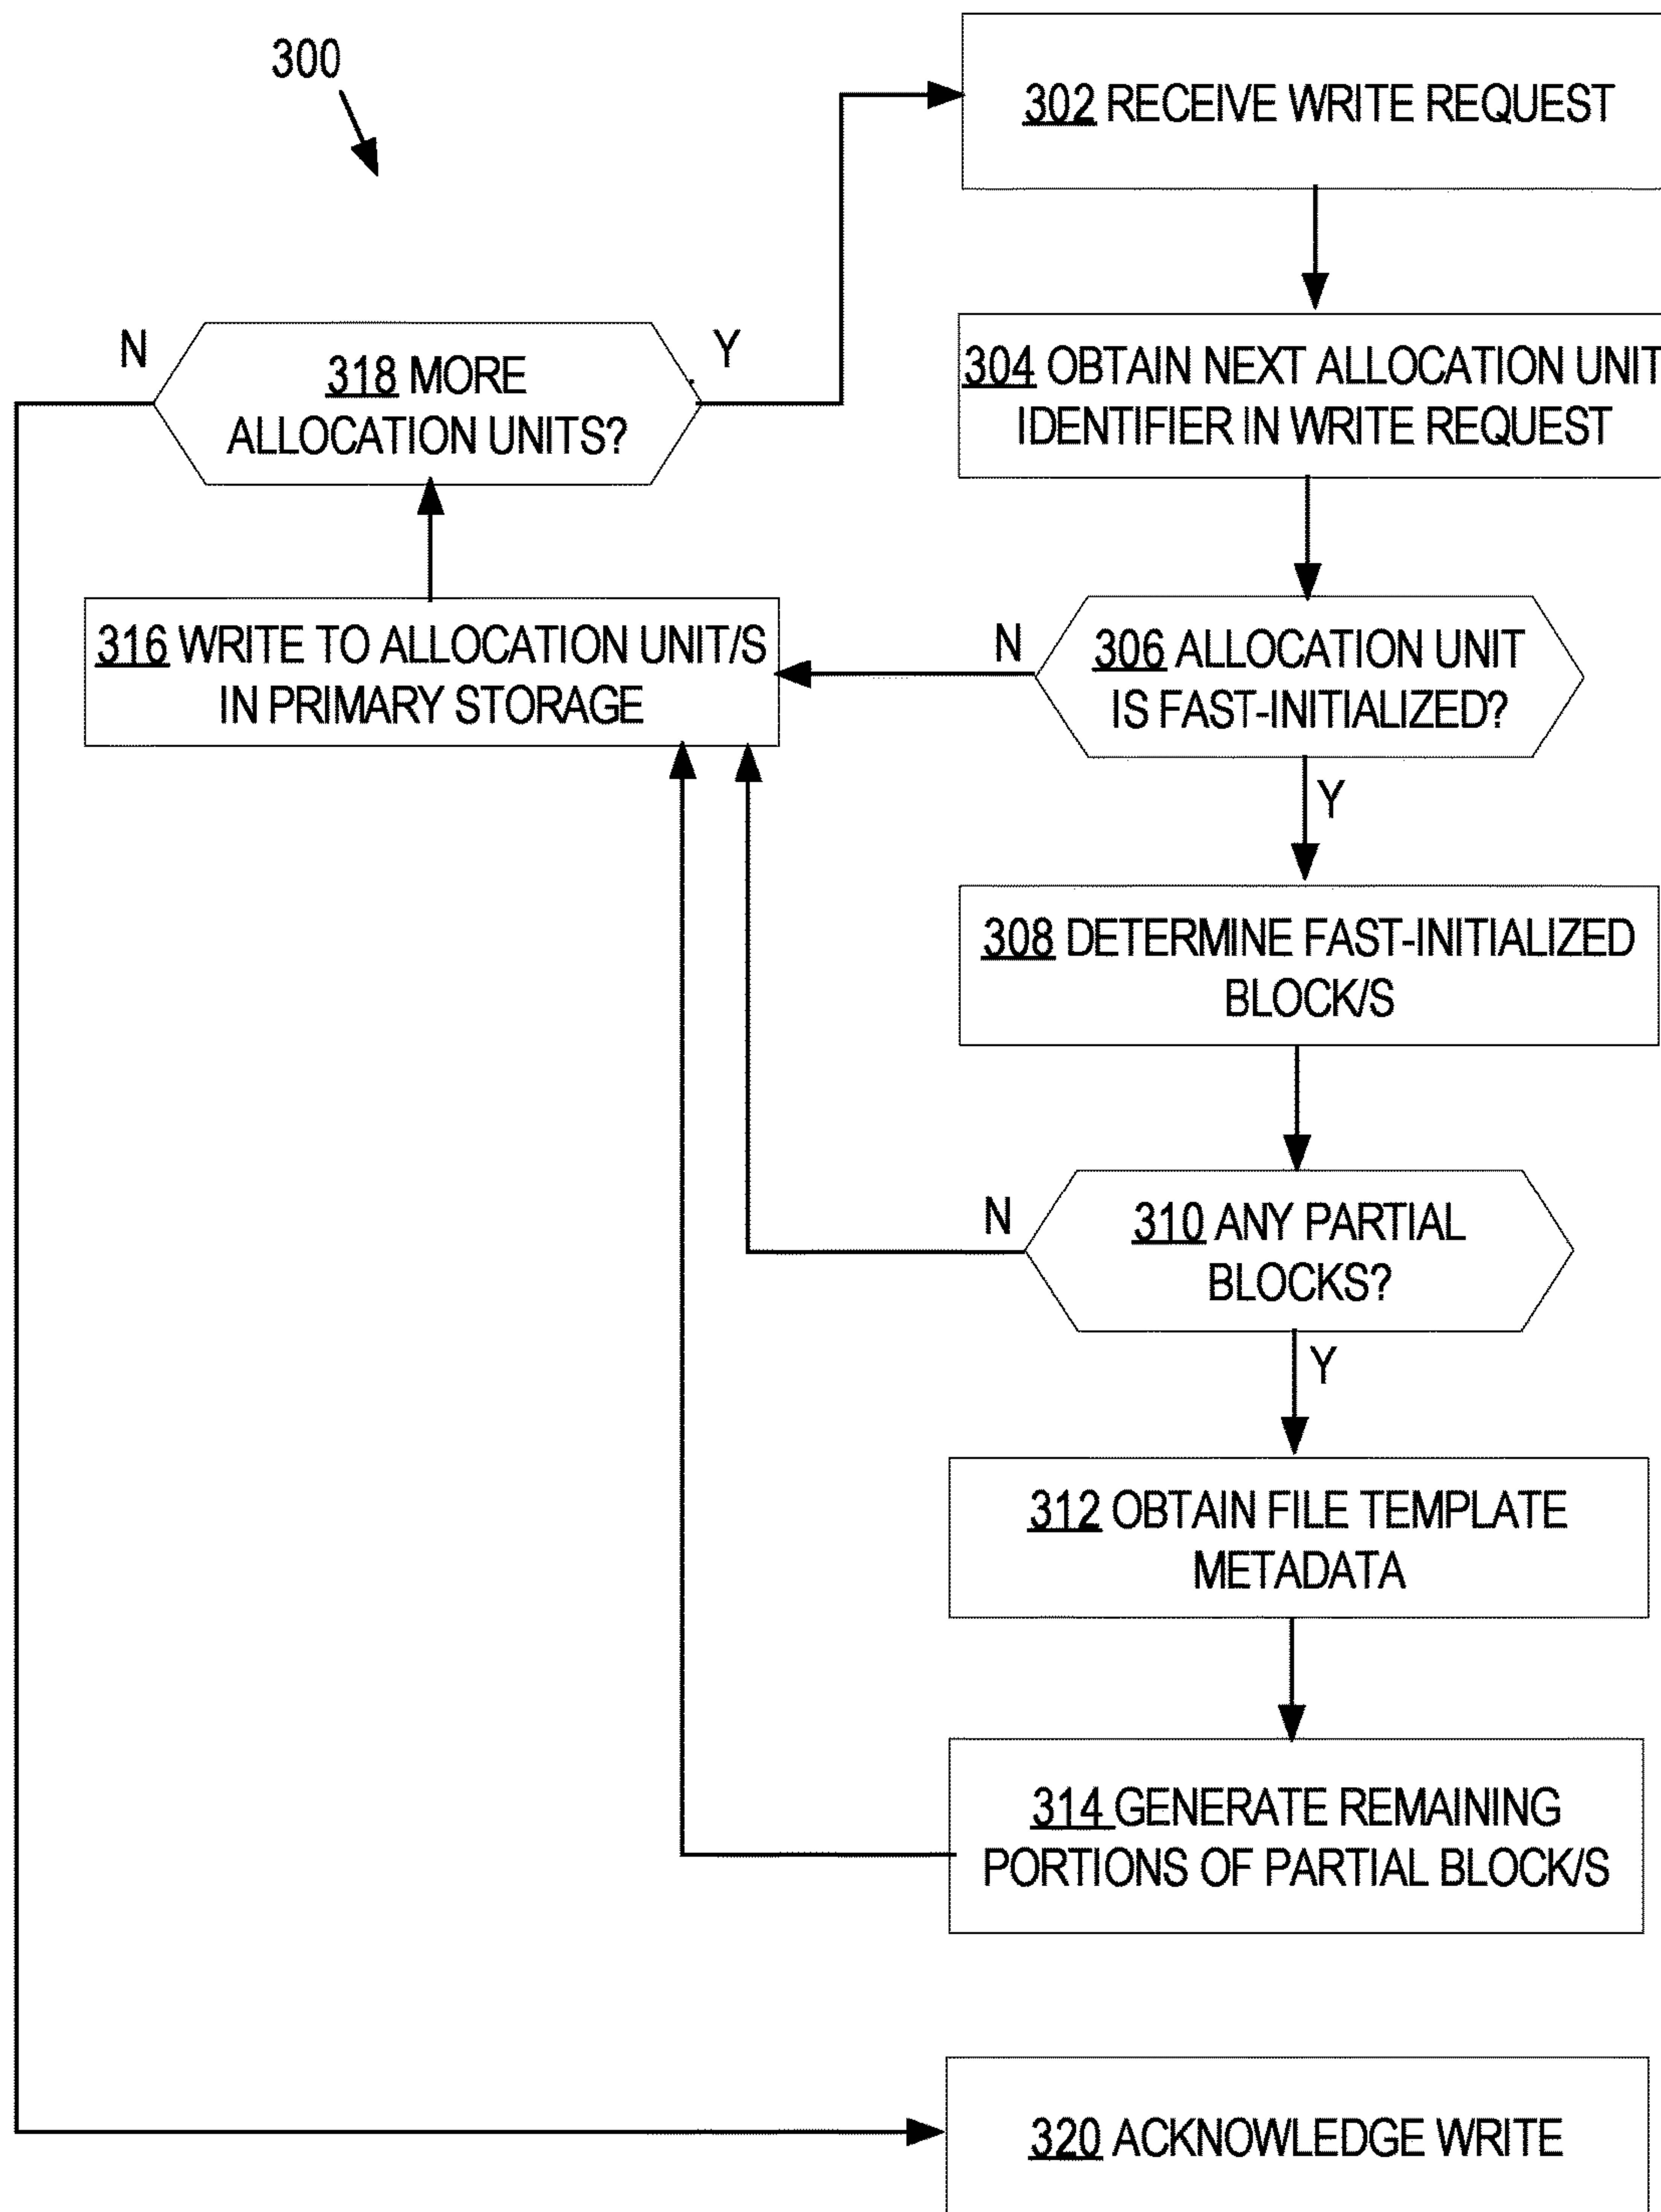 300
302 RECEIVE WRITE REQUEST
304 OBTAIN NEXT ALLOCATION UNIT
IDENTIFIER IN WRITE REQUEST
N
318 MORE
ALLOCATION UNITS?
Y
316 WRITE TO ALLOCATION UNIT/S
IN PRIMARY STORAGE
N
306 ALLOCATION UNIT
IS FAST-INITIALIZED?
Y
308 DETERMINE FAST-INITIALIZED
BLOCK/S
N
310 ANY PARTIAL
BLOCKS?
Y
312 OBTAIN FILE TEMPLATE
METADATA
314 GENERATE REMAINING
PORTIONS OF PARTIAL BLOCK/S
320 ACKNOWLEDGE WRITE